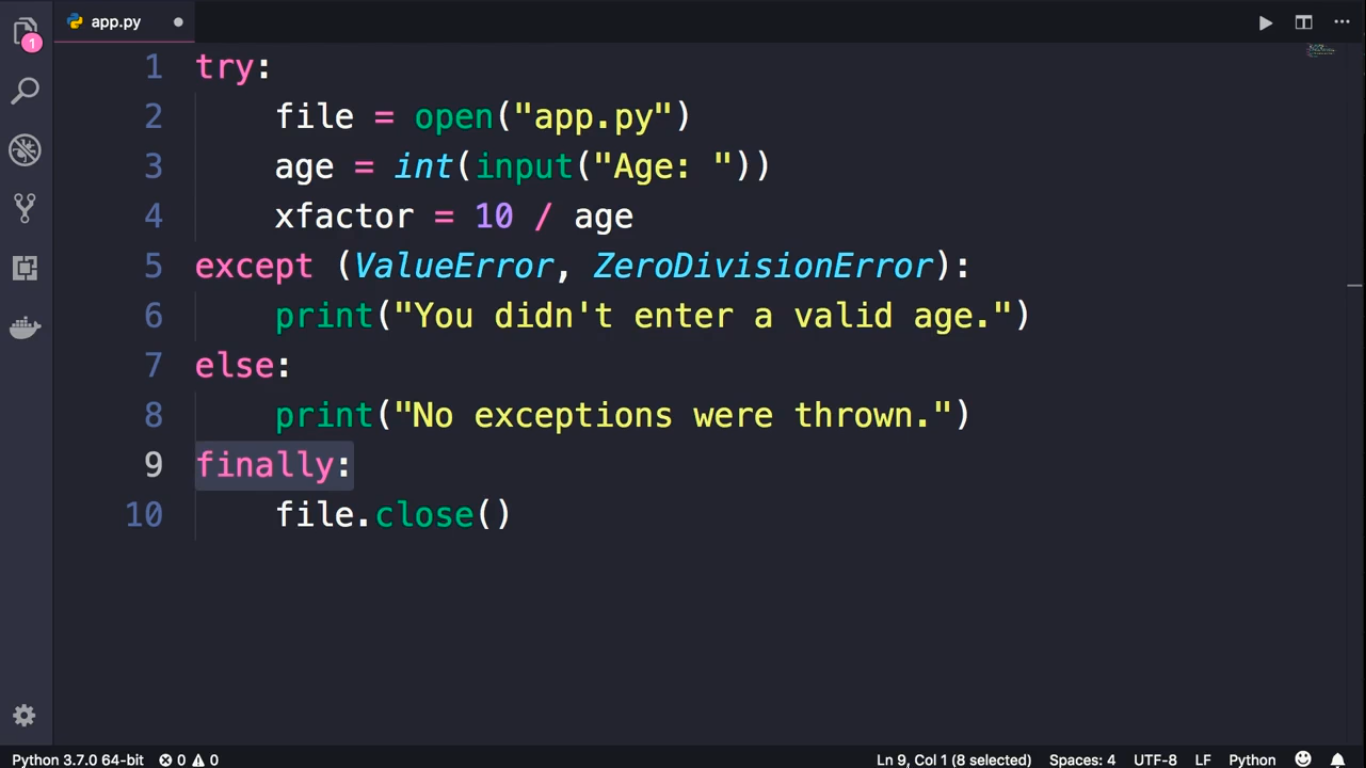 app.py
1
1 try:
2     file = open("app.py")
3     age = int(input("Age: "))
4     xfactor = 10 / age
5 except (ValueError, ZeroDivisionError):
6     print("You didn't enter a valid age.")
7 else:
8     print("No exceptions were thrown.")
9 finally:
10     file.close()
Python 3.7.0 64-bit 0 0 Ln 9, Col 1 (8 selected) Spaces: 4 UTF-8 LF Python